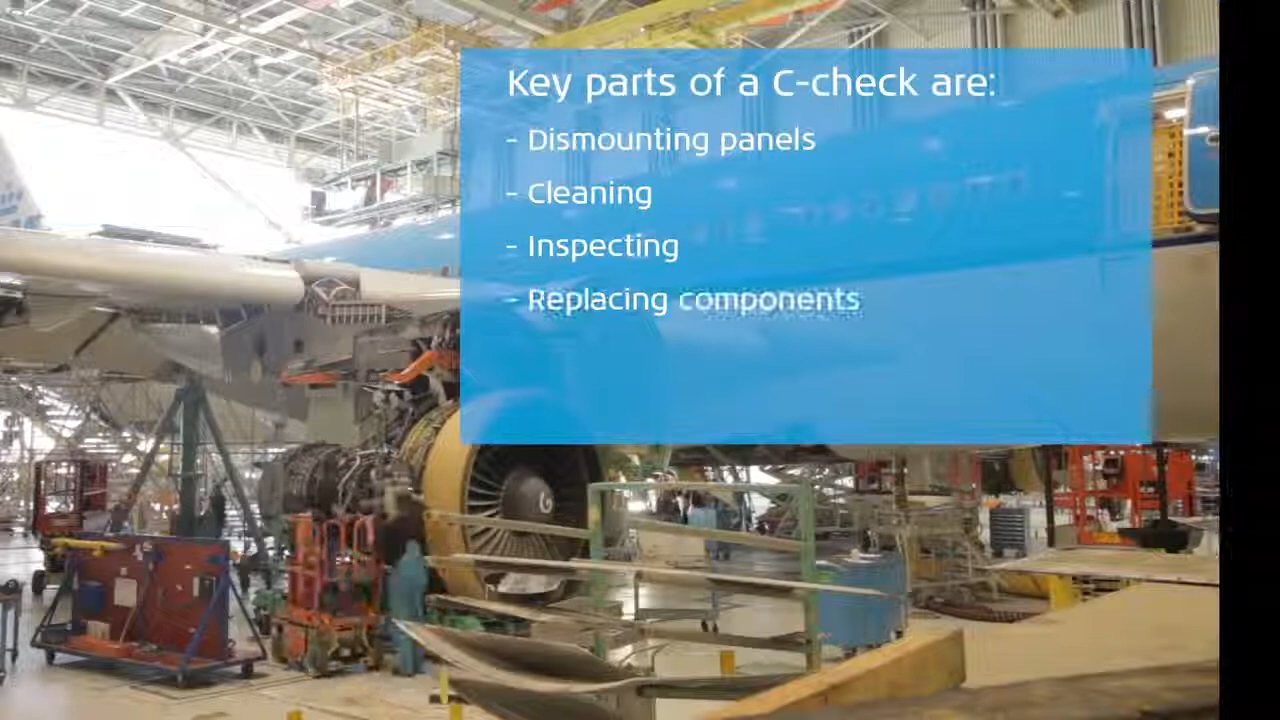 Key parts of a C-check are:
- Dismounting panels
- Cleaning
- Inspecting
- Replacing components